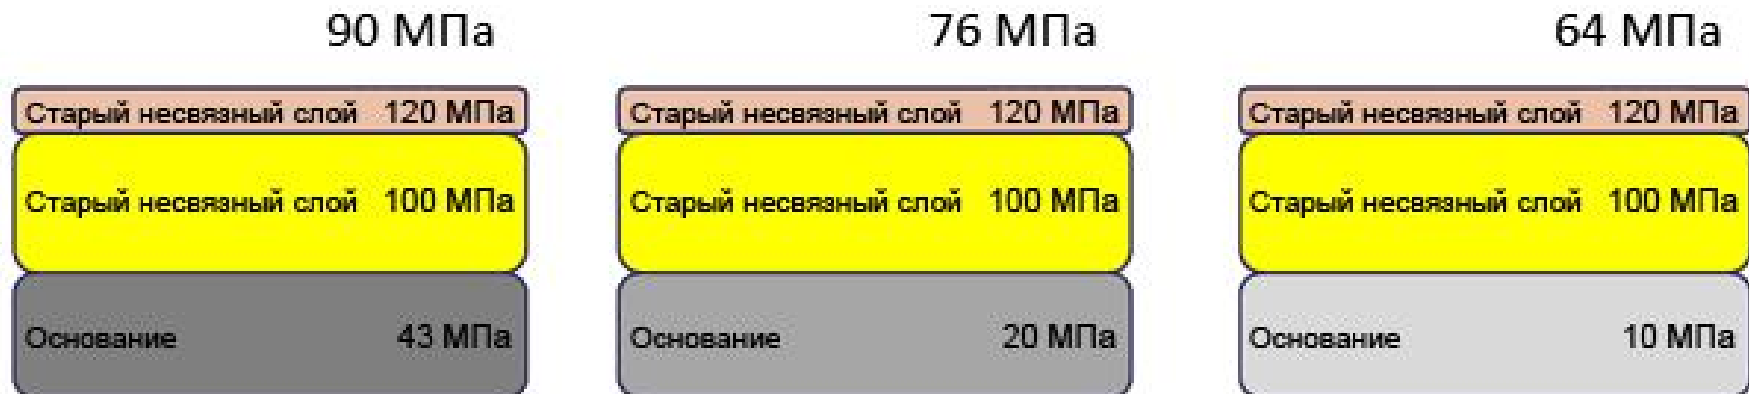 90 МПа 76 МПа 64 МПа
Старый несвязный слой 120 МПа Старый несвязный слой 120 МПа Старый несвязный слой 120 МПа
Старый несвязный слой 100 МПа Старый несвязный слой 100 МПа Старый несвязный слой 100 МПа
Основание 43 МПа Основание 20 МПа Основание 10 МПа